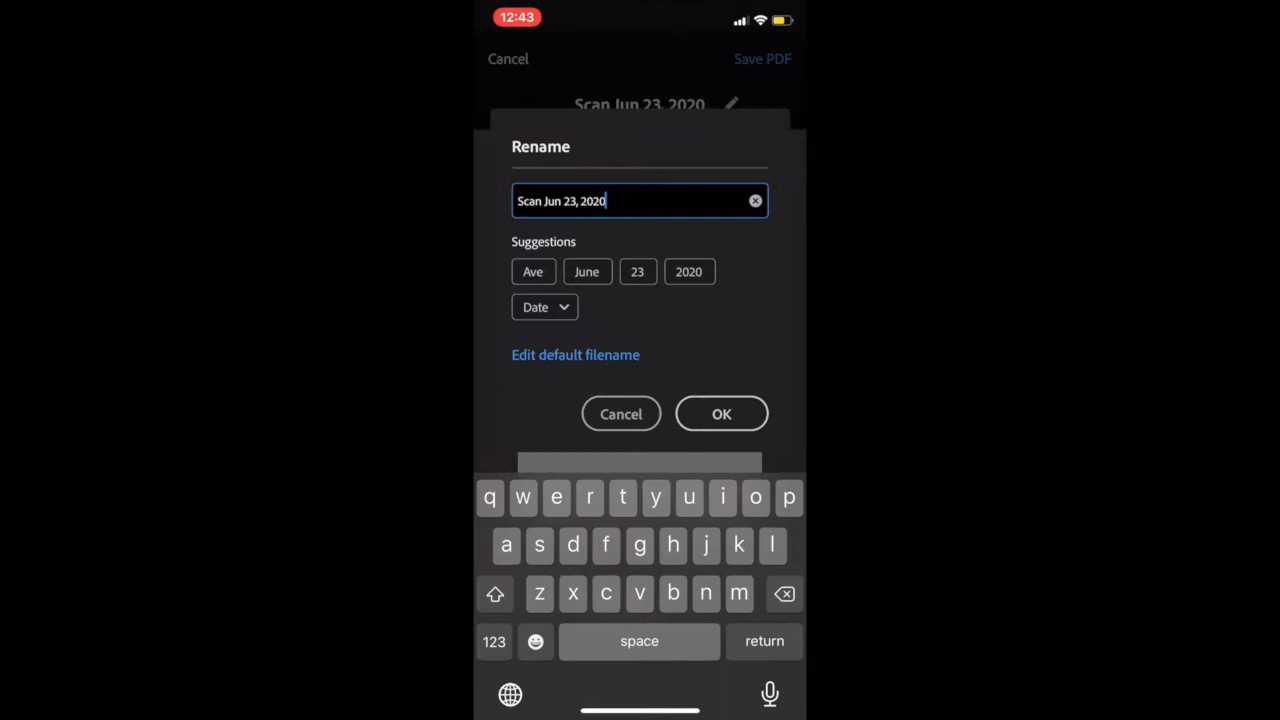 12:43
Cancel Save PDF
Scan Jun 23, 2020
Rename
Scan Jun 23, 2020
Suggestions
Ave June 23 2020
Date
Edit default filename
Cancel OK
q w e r t y u i o p
a s d f g h j k l
z x c v b n m
123 space return